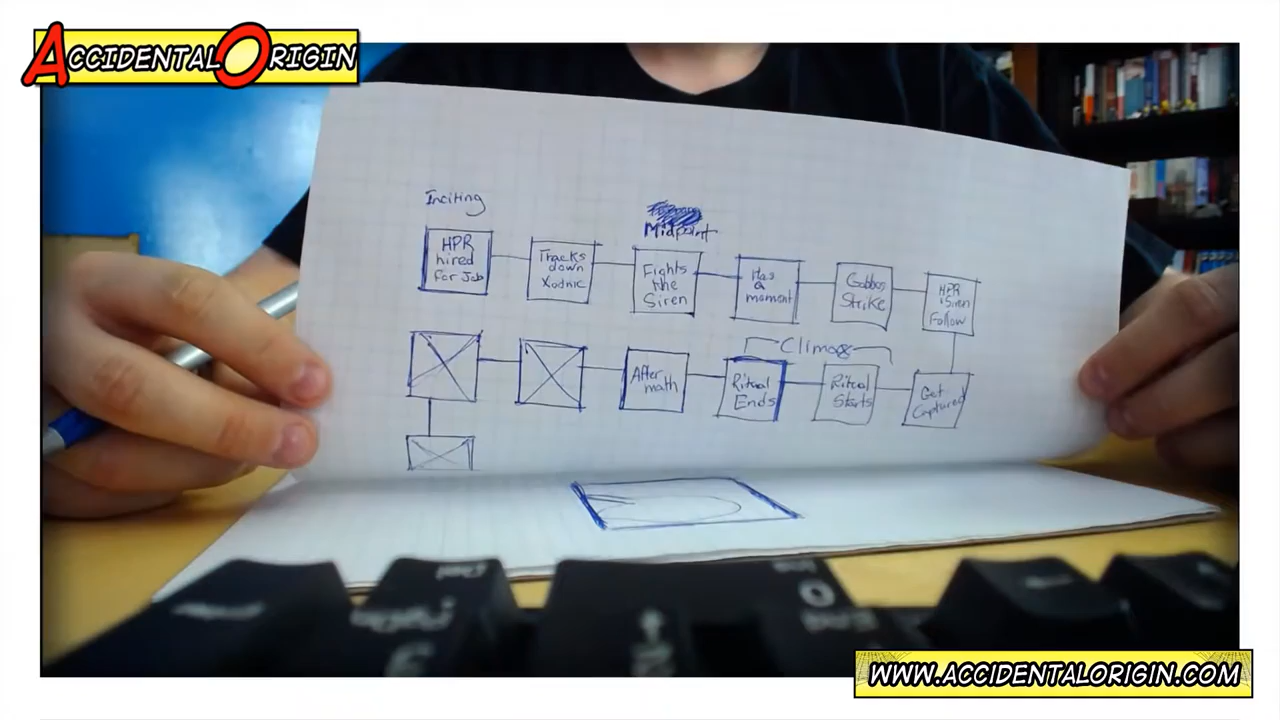 ACCIDENTAL ORIGIN
Inciting
Midpoint
HPR
hired
for Job
Tracks
down
Xodnic
Fights
the
Siren
Has
a
moment
Gobbos
Strike
HPR
& Siren
Follow
Climax
After
math
Ritual
Ends
Ritual
Starts
Get
Captured
0
WWW.ACCIDENTALORIGIN.COM